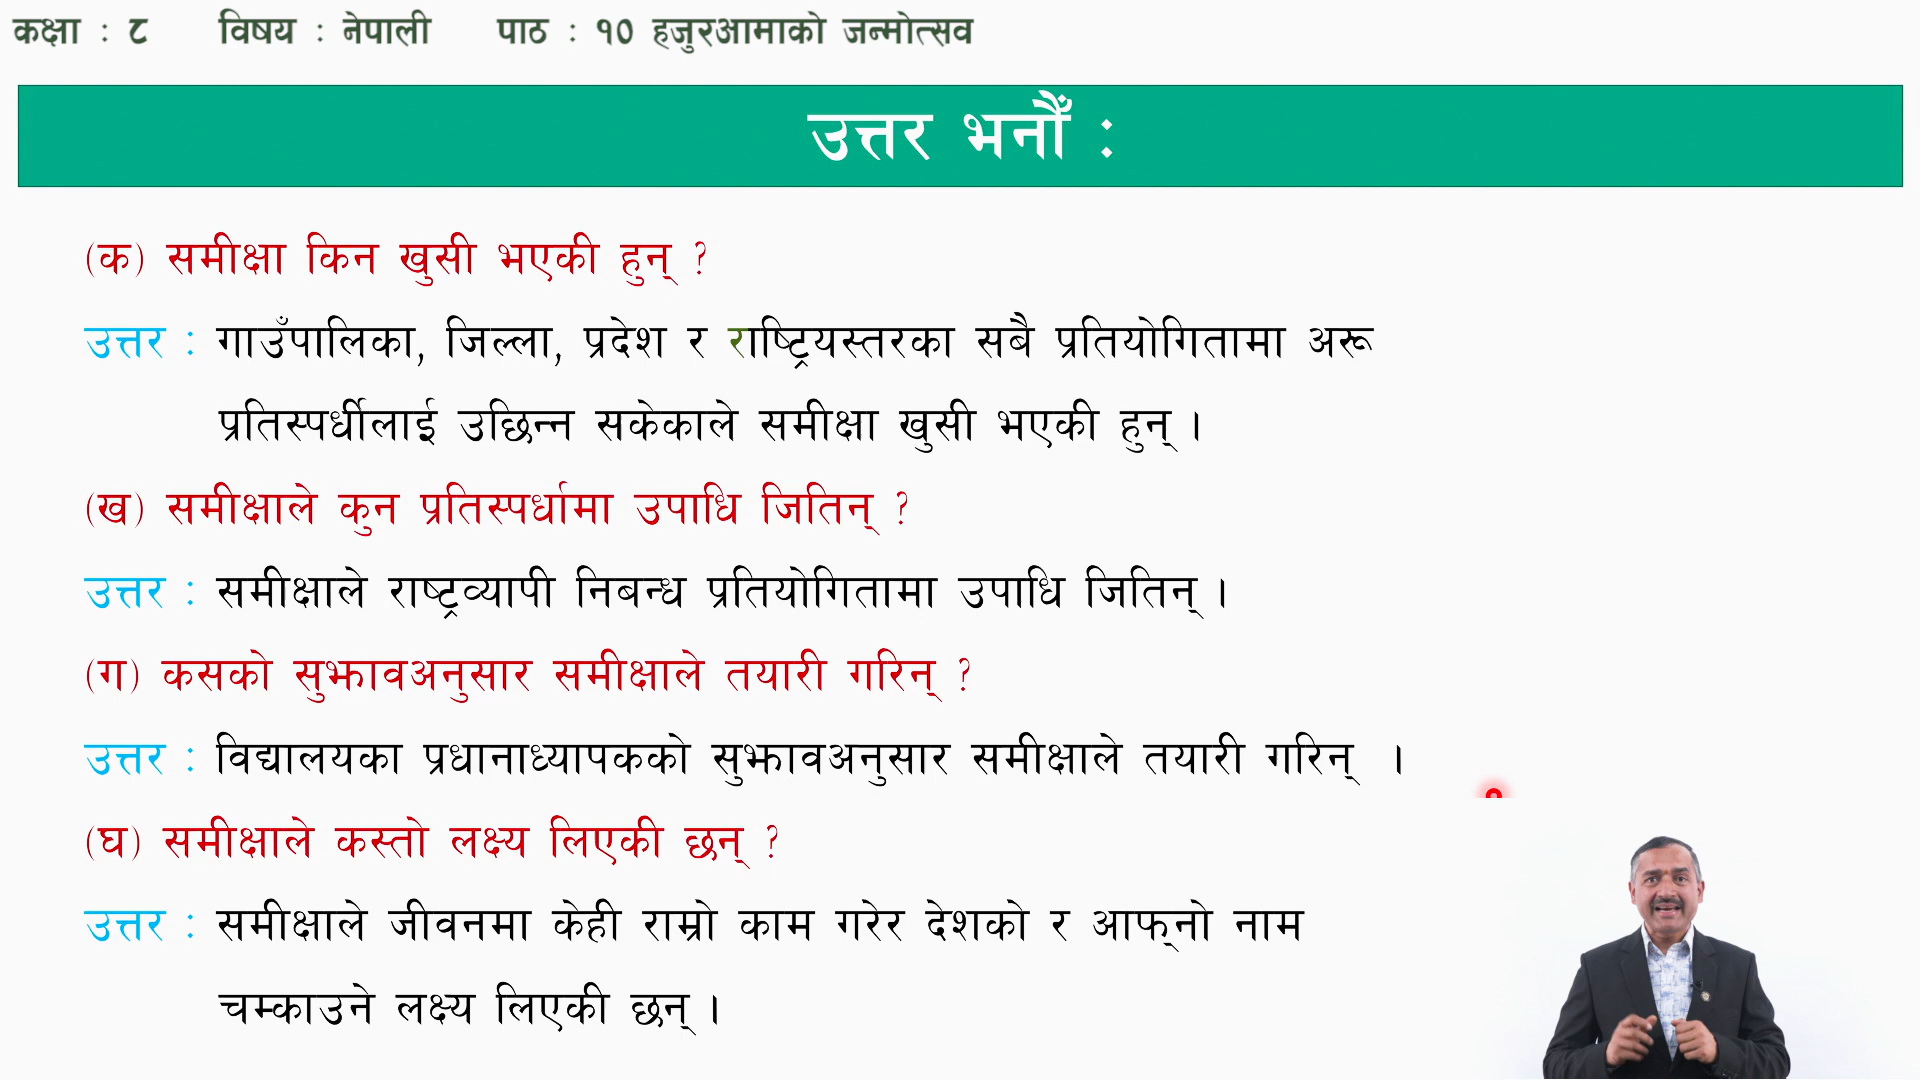 कक्षा : ८ विषय : नेपाली पाठ : १० हजुरआमाको जन्मोत्सव
उत्तर भनौँ :
(क) समीक्षा किन खुसी भएकी हुन् ?
उत्तर : गाउँपालिका, जिल्ला, प्रदेश र राष्ट्रियस्तरका सबै प्रतियोगितामा अरू
प्रतिस्पर्धीलाई उछिन्न सकेकाले समीक्षा खुसी भएकी हुन् ।
(ख) समीक्षाले कुन प्रतिस्पर्धामा उपाधि जितिन् ?
उत्तर : समीक्षाले राष्ट्रव्यापी निबन्ध प्रतियोगितामा उपाधि जितिन् ।
(ग) कसको सुझावअनुसार समीक्षाले तयारी गरिन् ?
उत्तर : विद्यालयका प्रधानाध्यापकको सुझावअनुसार समीक्षाले तयारी गरिन् ।
(घ) समीक्षाले कस्तो लक्ष्य लिएकी छन् ?
उत्तर : समीक्षाले जीवनमा केही राम्रो काम गरेर देशको र आफ्‍नो नाम
चम्काउने लक्ष्य लिएकी छन् ।